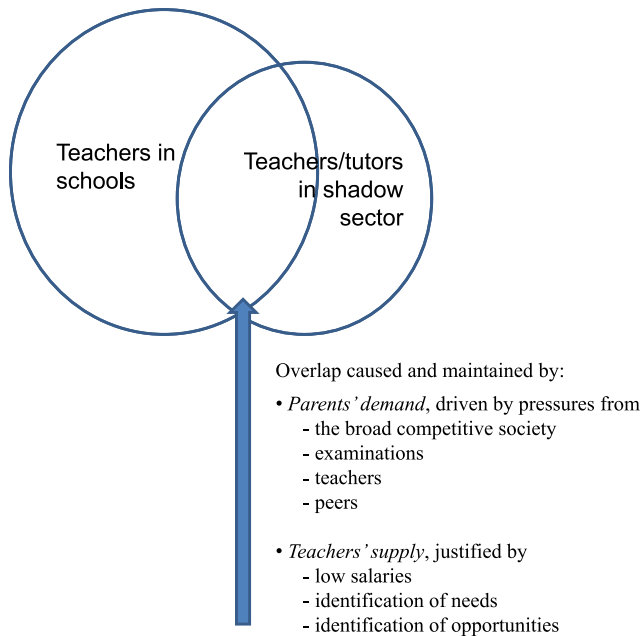 Teachers in
schools
Teachers/tutors
in shadow
sector
Overlap caused and maintained by:
• Parents’ demand, driven by pressures from
- the broad competitive society
- examinations
- teachers
- peers
• Teachers’ supply, justified by
- low salaries
- identification of needs
- identification of opportunities